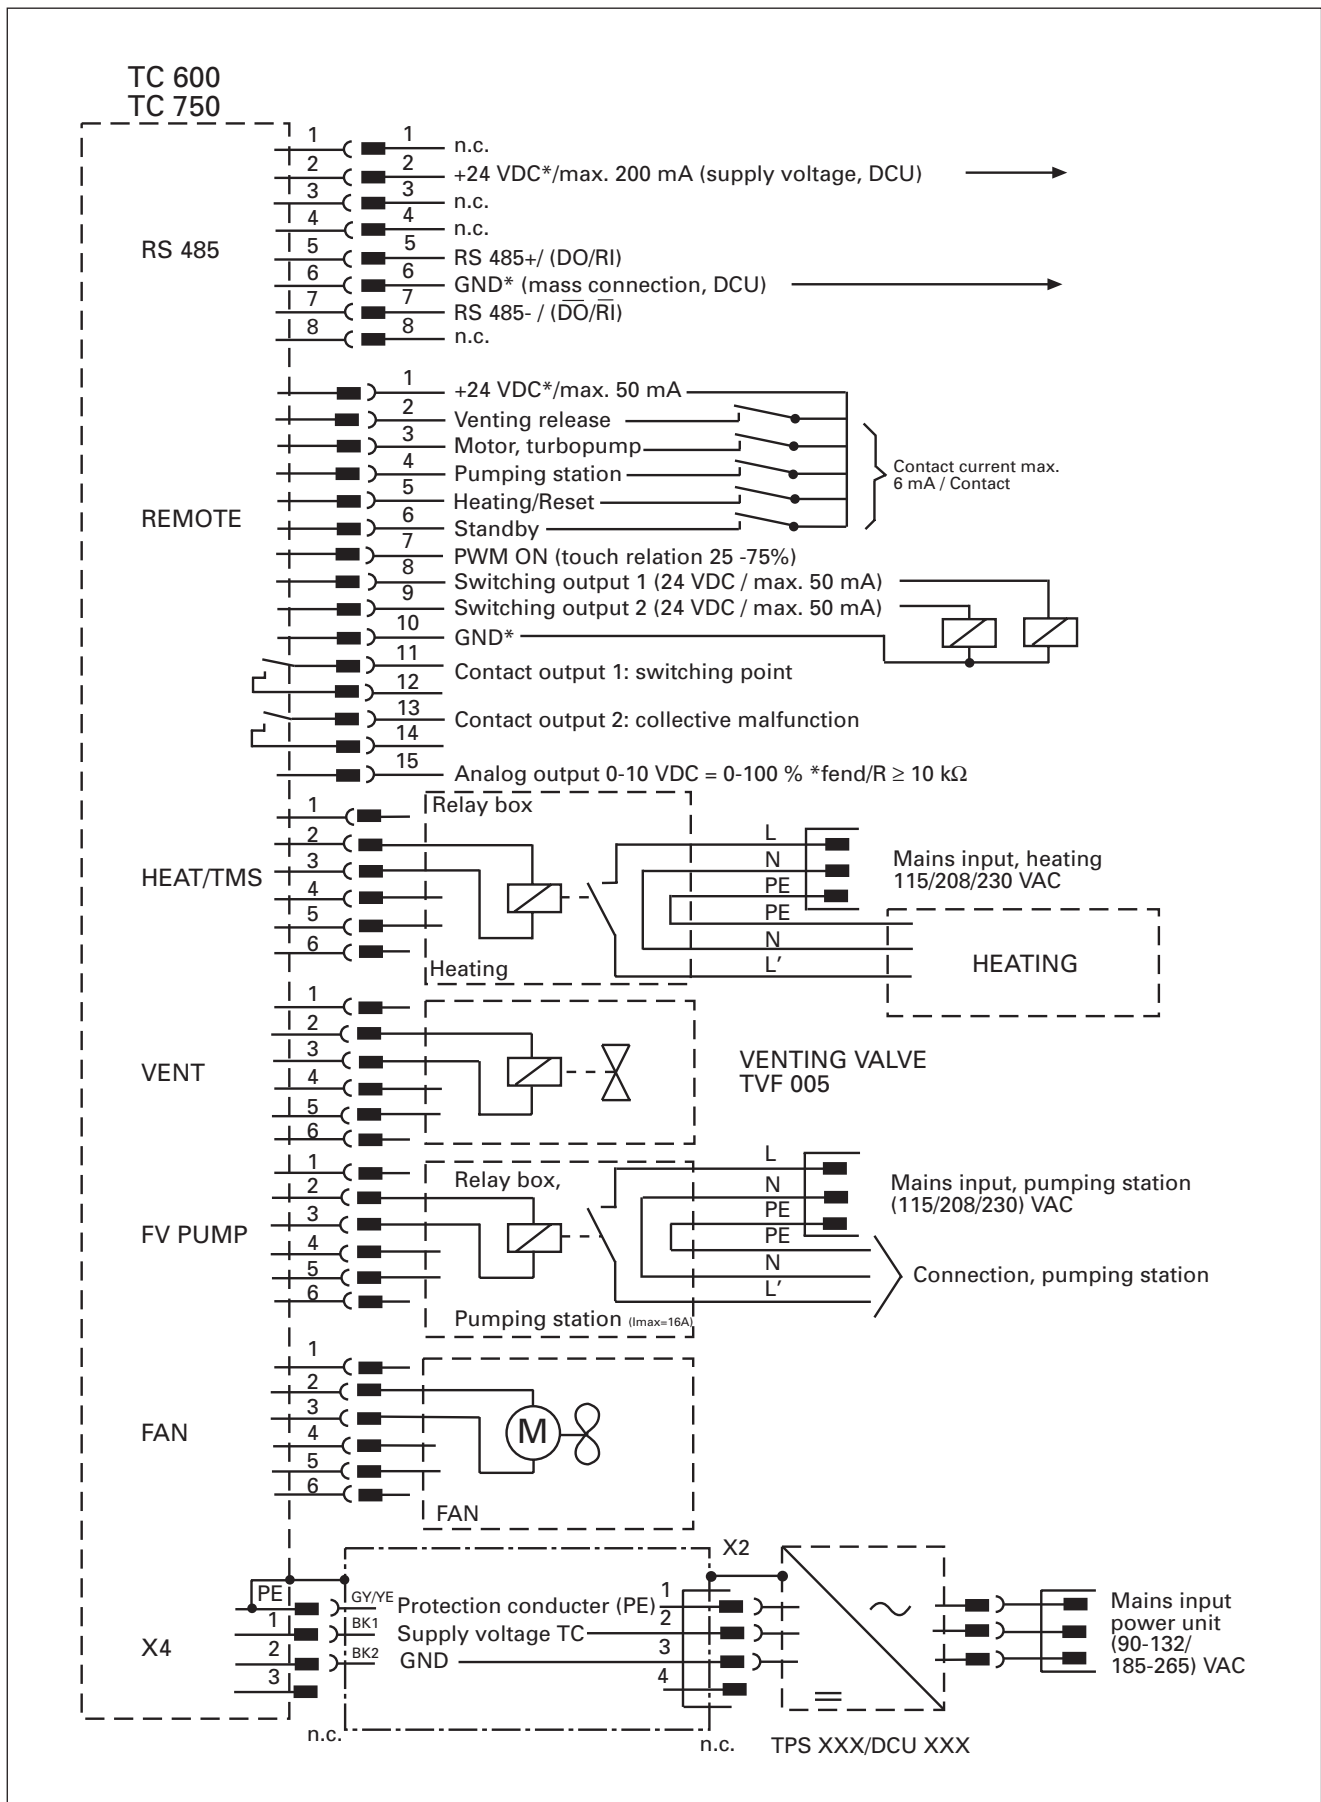 TC 600
TC 750
RS 485
1 1 n.c.
2 2 +24 VDC*/max. 200 mA (supply voltage, DCU)
3 3 n.c.
4 4 n.c.
5 5 RS 485+/ (DO/RI)
6 6 GND* (mass connection, DCU)
7 7 RS 485- / (D̅O̅/R̅I̅)
8 8 n.c.
REMOTE
1 +24 VDC*/max. 50 mA
2 Venting release
3 Motor, turbopump
4 Pumping station
5 Heating/Reset
6 Standby
Contact current max.
6 mA / Contact
7 PWM ON (touch relation 25 -75%)
8 Switching output 1 (24 VDC / max. 50 mA)
9 Switching output 2 (24 VDC / max. 50 mA)
10 GND*
11 Contact output 1: switching point
12
13 Contact output 2: collective malfunction
14
15 Analog output 0-10 VDC = 0-100 % *fend/R ≥ 10 kΩ
HEAT/TMS
1
2
3
4
5
6
Relay box
Heating
L
N
PE
PE
N
L′
Mains input, heating
115/208/230 VAC
HEATING
VENT
1
2
3
4
5
6
VENTING VALVE
TVF 005
FV PUMP
1
2
3
4
5
6
Relay box,
Pumping station (Imax=16A)
L
N
PE
PE
N
L′
Mains input, pumping station
(115/208/230) VAC
Connection, pumping station
FAN
1
2
3
4
5
6
M
FAN
X4
PE GY/YE Protection conducter (PE) 1
1 BK1 Supply voltage TC 2
2 BK2 GND 3
3 4
n.c.
X2
n.c.
TPS XXX/DCU XXX
Mains input
power unit
(90-132/
185-265) VAC